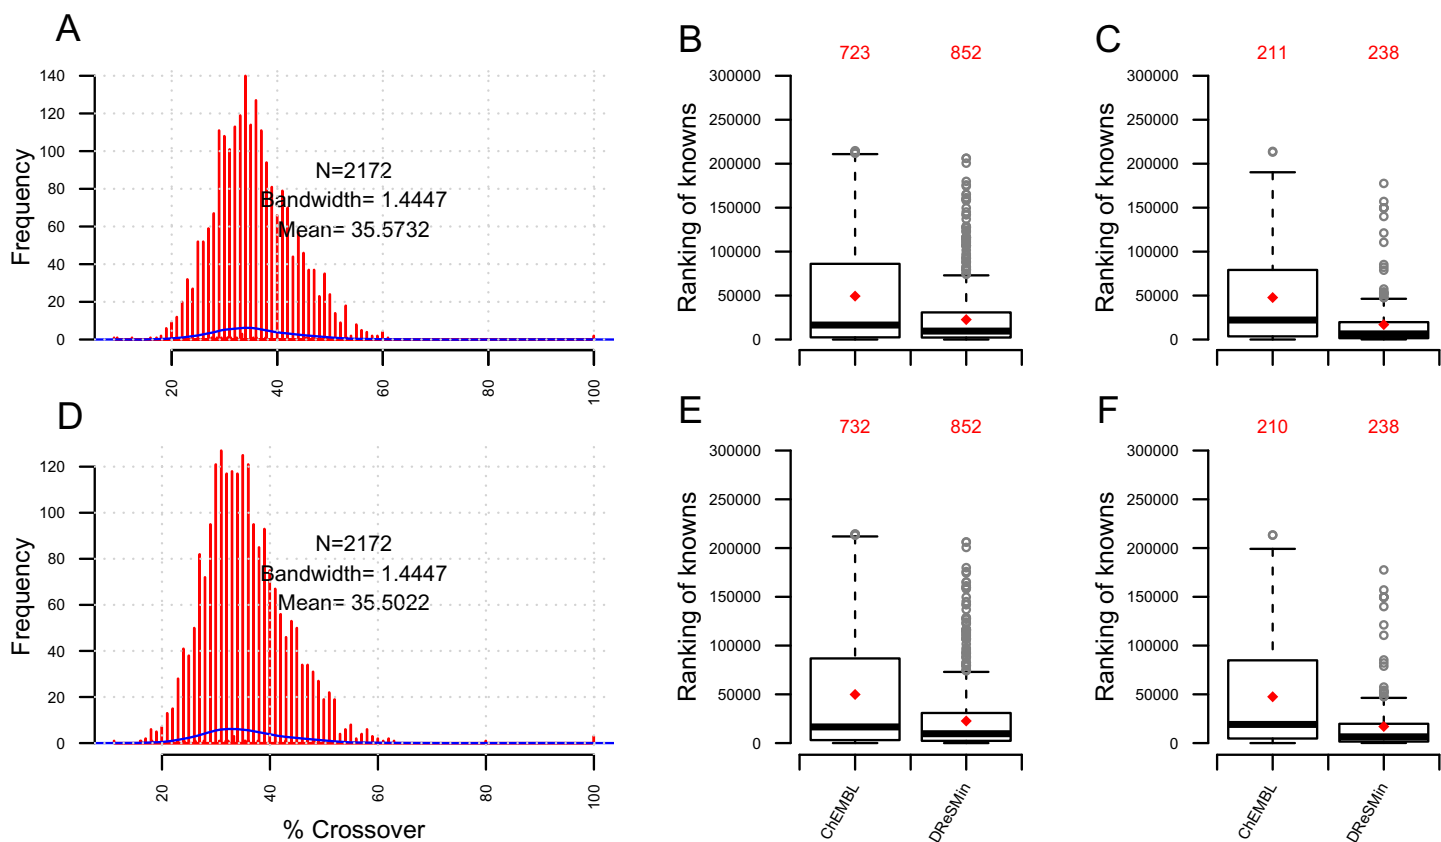 A
Frequency
140
120
100
80
60
40
20
0
N=2172
Bandwidth= 1.4447
Mean= 35.5732
20
40
60
80
100
B
723
852
Ranking of knowns
300000
250000
200000
150000
100000
50000
0
C
211
238
Ranking of knowns
300000
250000
200000
150000
100000
50000
0
D
Frequency
120
100
80
60
40
20
0
N=2172
Bandwidth= 1.4447
Mean= 35.5022
20
40
60
80
100
% Crossover
E
732
852
Ranking of knowns
300000
250000
200000
150000
100000
50000
0
ChEMBL
DReSMin
F
210
238
Ranking of knowns
300000
250000
200000
150000
100000
50000
0
ChEMBL
DReSMin